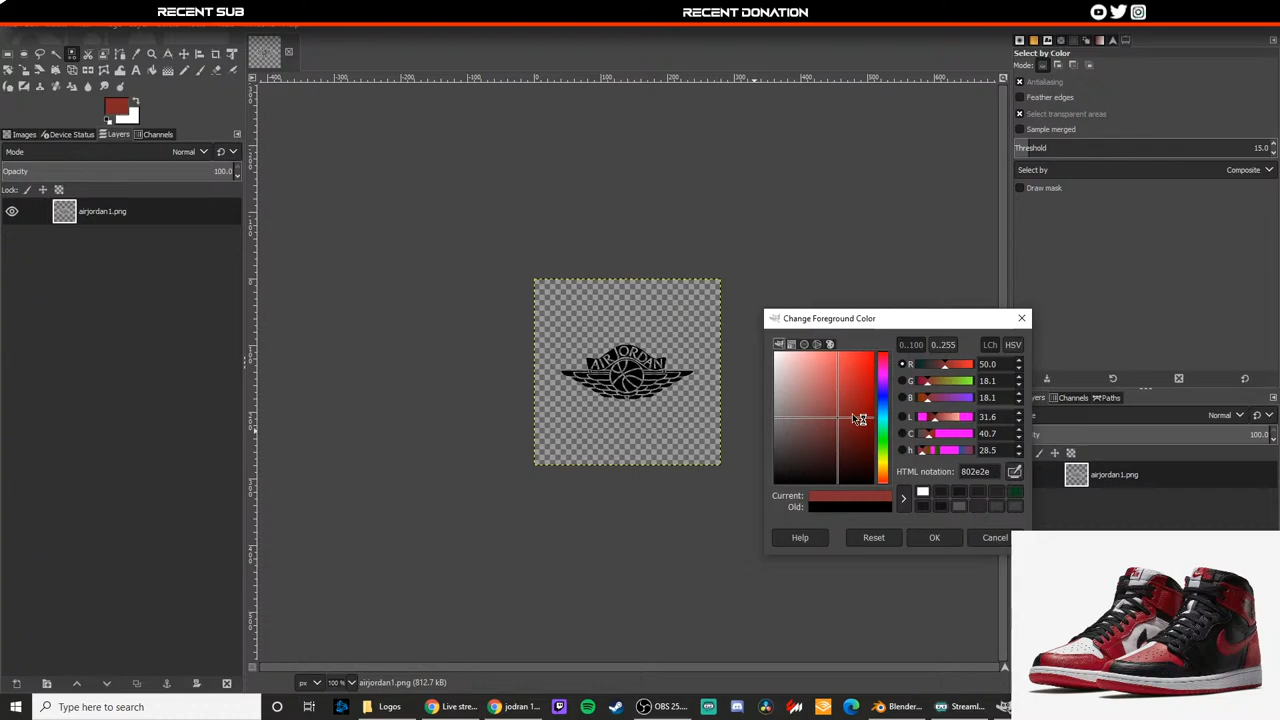 RECENT SUB
RECENT DONATION
Select by Color
Mode:
Antialiasing
Feather edges
Select transparent areas
Sample merged
Threshold 15.0
Select by Composite
Draw mask
Images Device Status Layers Channels
Mode Normal
Opacity 100.0
Lock:
airjordan1.png
AIR JORDAN
Change Foreground Color
0..100 0..255 LCh HSV
R 50.0
G 18.1
B 18.1
L 31.6
C 40.7
h 28.5
HTML notation: 802e2e
Current:
Old:
Help Reset OK Cancel
Channels Paths
Normal
100.0
airjordan1.png
px 100 % airjordan1.png (812.7 kB)
Type here to search
Logos
Live stre...
jodran 1...
OBS 25....
Blender...
Streaml...